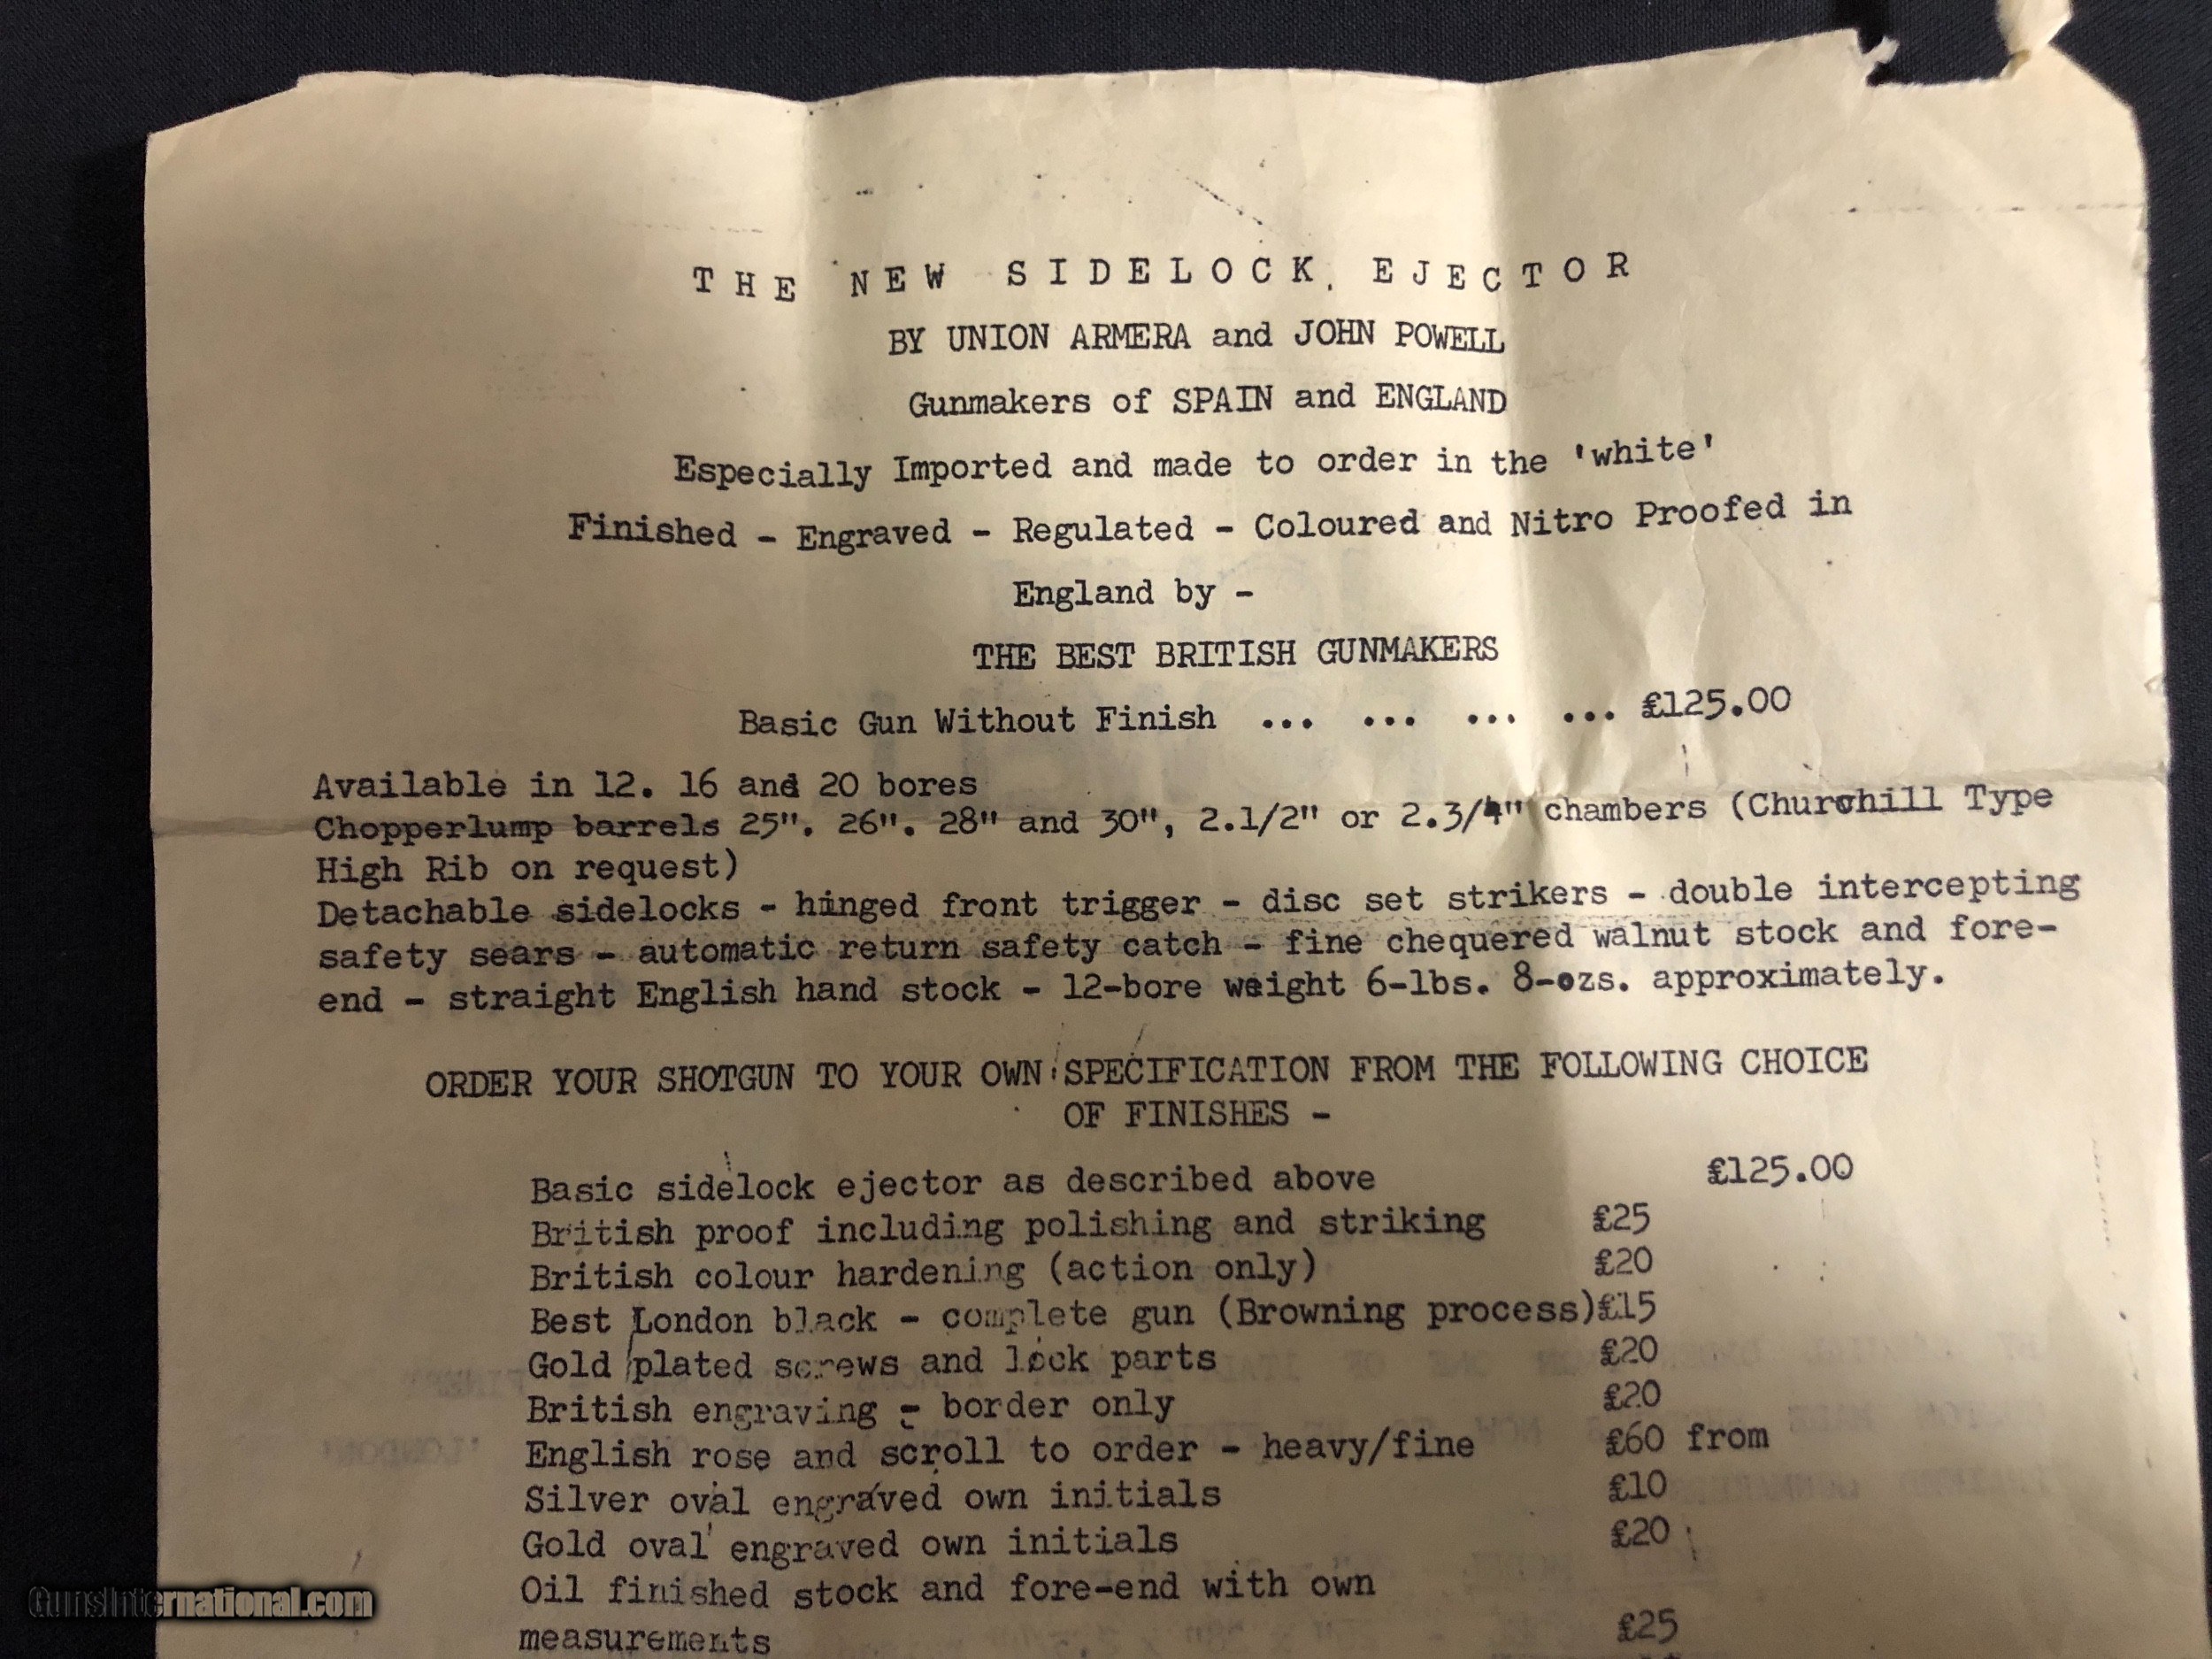 THE NEW SIDELOCK EJECTOR
BY UNION ARMERA and JOHN POWELL
Gunmakers of SPAIN and ENGLAND
Especially Imported and made to order in the 'white'
Finished - Engraved - Regulated - Coloured and Nitro Proofed in
England by -
THE BEST BRITISH GUNMAKERS
Basic Gun Without Finish ... ... ... ... £125.00
Available in 12. 16 and 20 bores
Chopperlump barrels 25". 26". 28" and 30", 2.1/2" or 2.3/4" chambers (Churchill Type
High Rib on request)
Detachable sidelocks - hinged front trigger - disc set strikers - double intercepting
safety sears - automatic return safety catch - fine chequered walnut stock and fore-
end - straight English hand stock - 12-bore weight 6-lbs. 8-ozs. approximately.
ORDER YOUR SHOTGUN TO YOUR OWN SPECIFICATION FROM THE FOLLOWING CHOICE
OF FINISHES -
Basic sidelock ejector as described above £125.00
British proof including polishing and striking £25
British colour hardening (action only) £20
Best London black - complete gun (Browning process)£15
Gold plated screws and lock parts £20
British engraving - border only £20
English rose and scroll to order - heavy/fine £60 from
Silver oval engraved own initials £10
Gold oval engraved own initials £20
Oil finished stock and fore-end with own
measurements £25
GunsInternational.com